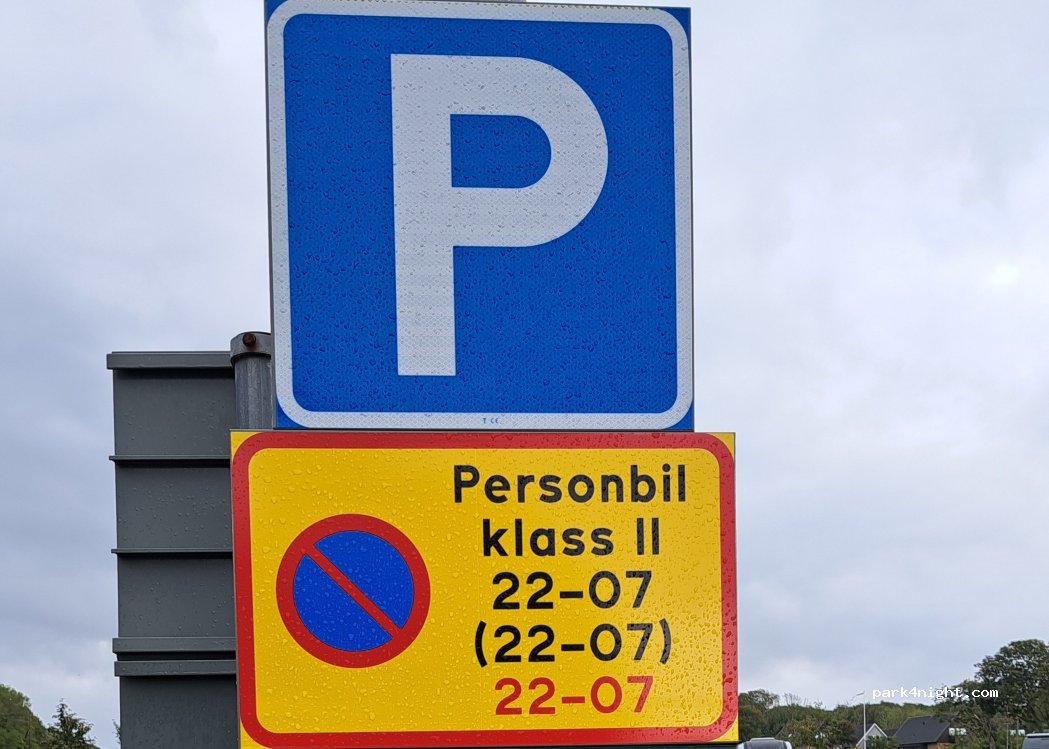 P
Personbil
klass II
22-07
(22-07)
22-07
park4night.com